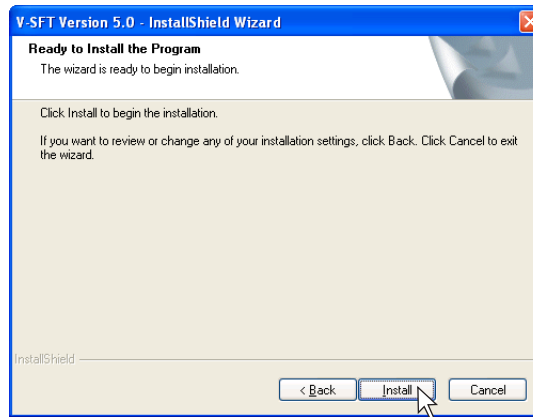 V-SFT Version 5.0 - InstallShield Wizard
Ready to Install the Program
The wizard is ready to begin installation.
Click Install to begin the installation.
If you want to review or change any of your installation settings, click Back. Click Cancel to exit
the wizard.
InstallShield
< Back Install Cancel